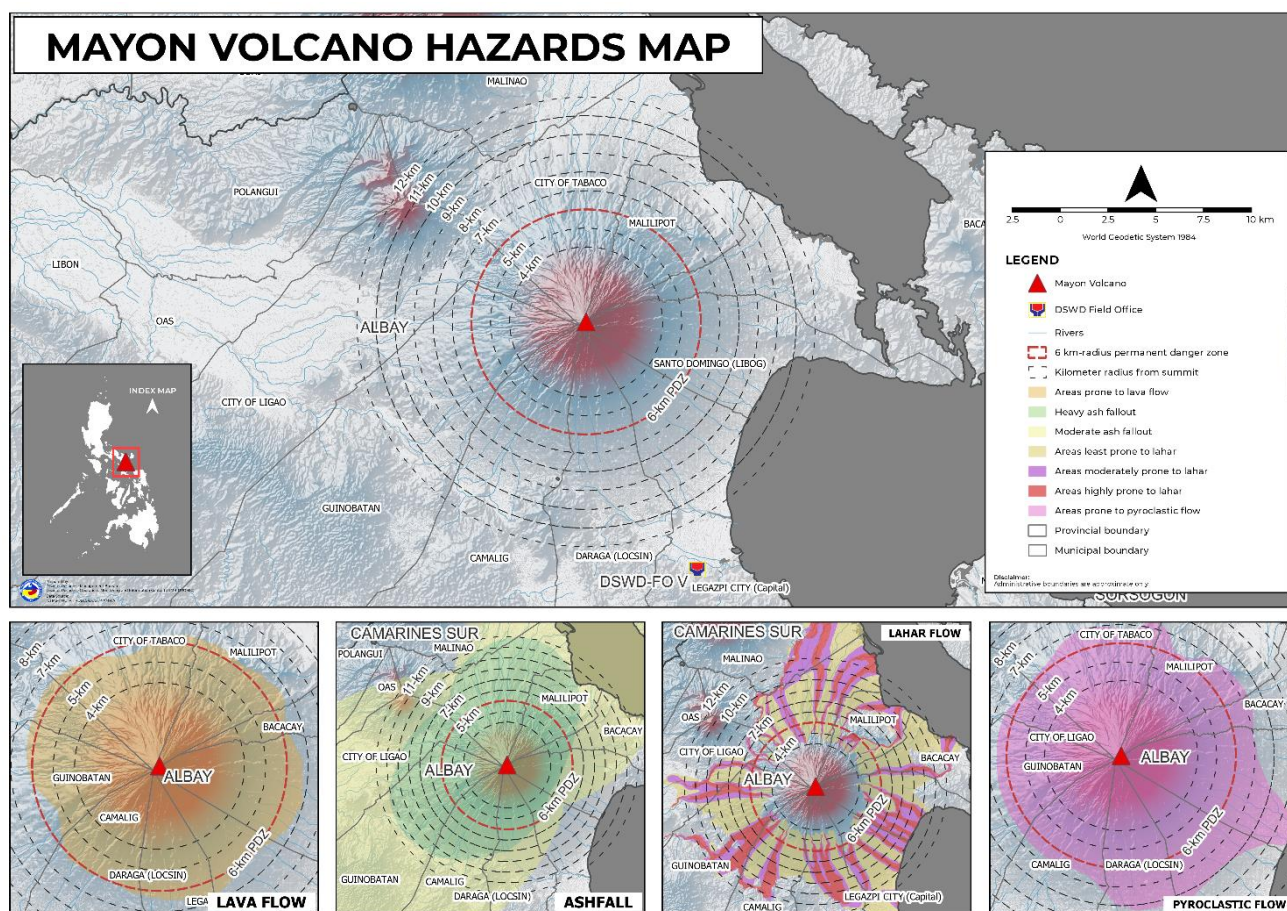 MAYON VOLCANO HAZARDS MAP
MALINAO
POLANGUI
12-km
11-km
10-km
9-km
8-km
7-km
5-km
4-km
CITY OF TABACO
MALILIPOT
LIBON
OAS
ALBAY
SANTO DOMINGO (LIBOG)
6-km PDZ
CITY OF LIGAO
GUINOBATAN
CAMALIG
DARAGA (LOCSIN)
DSWD-FO V
LEGAZPI CITY (Capital)
SORSOGON
INDEX MAP
2.5 0 2.5 5 7.5 10 km
World Geodetic System 1984
LEGEND
Mayon Volcano
DSWD Field Office
Rivers
6 km-radius permanent danger zone
Kilometer radius from summit
Areas prone to lava flow
Heavy ash fallout
Moderate ash fallout
Areas least prone to lahar
Areas moderately prone to lahar
Areas highly prone to lahar
Areas prone to pyroclastic flow
Provincial boundary
Municipal boundary
Disclaimer:
Administrative boundaries are approximate only
8-km
7-km
5-km
4-km
CITY OF TABACO
MALILIPOT
BACACAY
GUINOBATAN
ALBAY
CAMALIG
6-km PDZ
DARAGA (LOCSIN)
LEGA
LAVA FLOW
CAMARINES SUR
POLANGUI
MALINAO
OAS
11-km
9-km
7-km
5-km
MALILIPOT
BACACAY
CITY OF LIGAO
ALBAY
6-km PDZ
GUINOBATAN
CAMALIG
DARAGA (LOCSIN)
ASHFALL
CAMARINES SUR
LAHAR FLOW
MALINAO
12-km
10-km
OAS
7-km
4-km
MALILIPOT
CITY OF LIGAO
BACACAY
ALBAY
6-km PDZ
GUINOBATAN
CAMALIG
LEGAZPI CITY (Capital)
8-km
7-km
5-km
4-km
CITY OF TABACO
MALILIPOT
BACACAY
CITY OF LIGAO
GUINOBATAN
ALBAY
6-km PDZ
CAMALIG
DARAGA (LOCSIN)
PYROCLASTIC FLOW